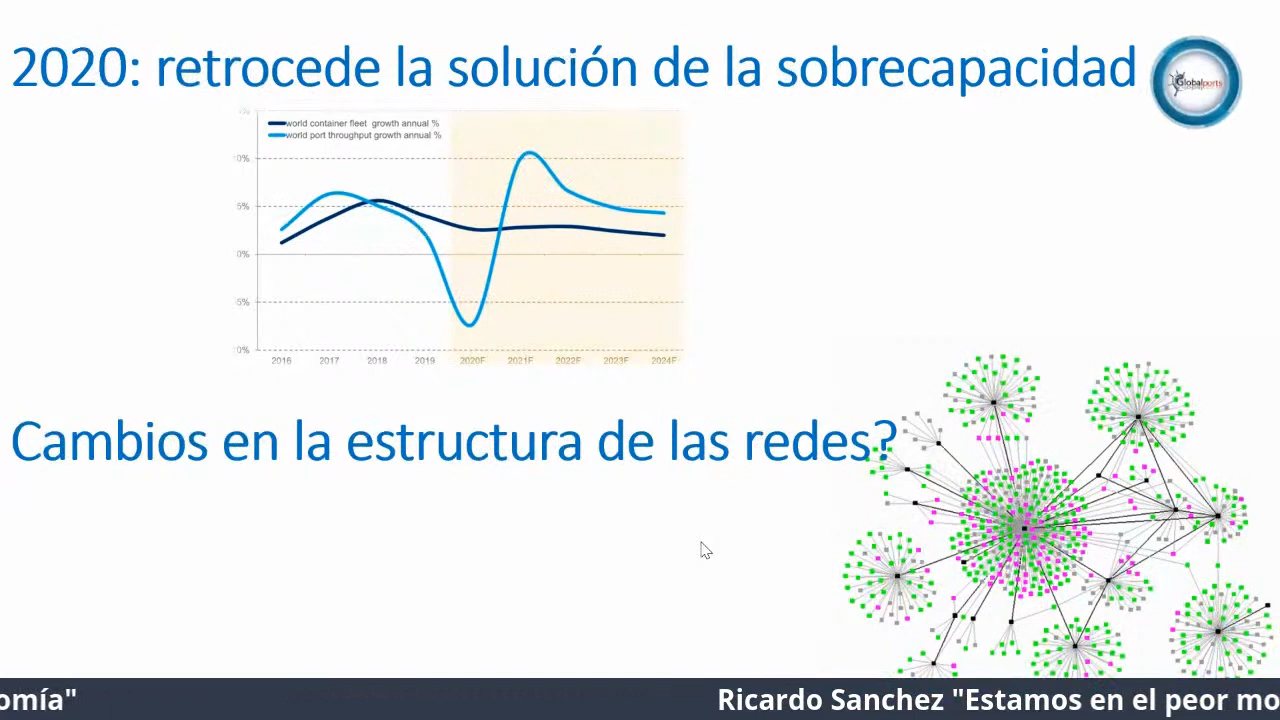 2020: retrocede la solución de la sobrecapacidad
Globalports
world container fleet growth annual %
world port throughput growth annual %
0%
5%
0%
5%
0%
2016 2017 2018 2019 2020F 2021F 2022F 2023F 2024F
Cambios en la estructura de las redes?
omía" Ricardo Sanchez "Estamos en el peor mo